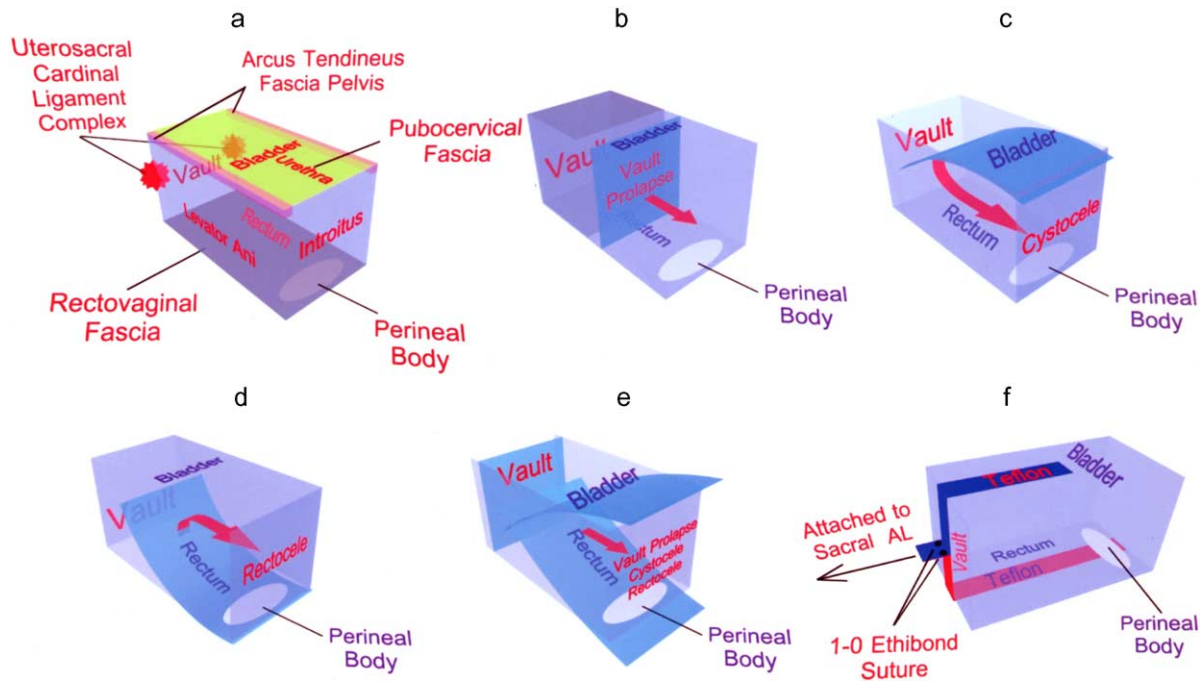 a
Uterosacral
Cardinal
Ligament
Complex
Arcus Tendineus
Fascia Pelvis
Pubocervical
Fascia
Vault
Bladder
Urethra
Levator Ani
Rectum
Introitus
Rectovaginal
Fascia
Perineal
Body
b
Bladder
Vault
Vault
Prolapse
Rectum
Perineal
Body
c
Vault
Bladder
Rectum
Cystocele
Perineal
Body
d
Bladder
Vault
Rectum
Rectocele
Perineal
Body
e
Vault
Bladder
Rectum
Vault Prolapse
Cystocele
Rectocele
Perineal
Body
f
Teflon
Bladder
Attached to
Sacral AL
Vault
Rectum
Teflon
1-0 Ethibond
Suture
Perineal
Body